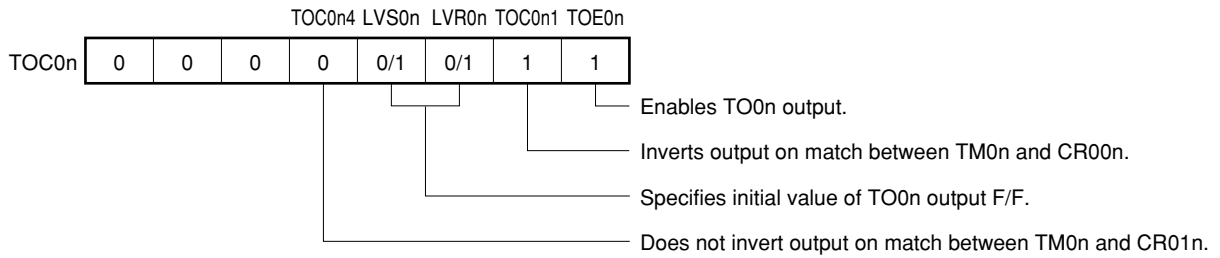 TOC0n4 LVS0n LVR0n TOC0n1 TOE0n
TOC0n 0 0 0 0 0/1 0/1 1 1
Enables TO0n output.
Inverts output on match between TM0n and CR00n.
Specifies initial value of TO0n output F/F.
Does not invert output on match between TM0n and CR01n.